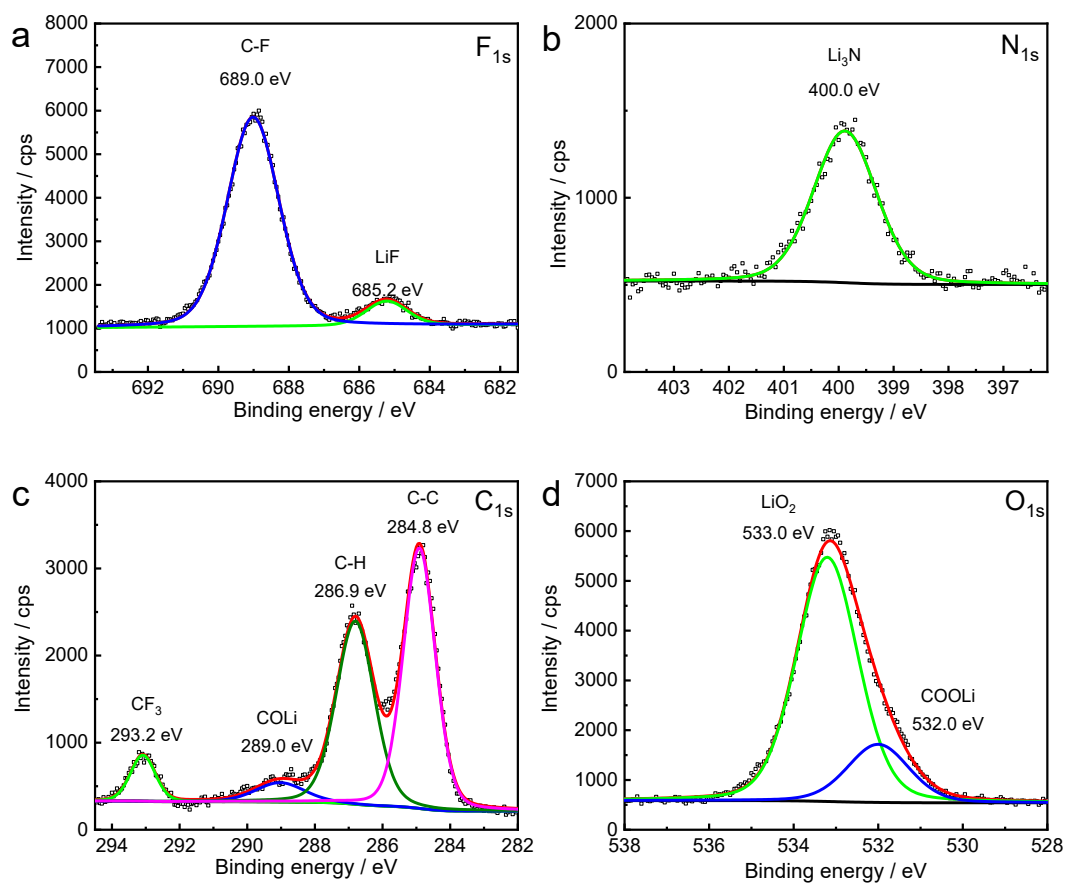 a
F1s
C-F
689.0 eV
LiF
685.2 eV
8000
7000
6000
5000
4000
3000
2000
1000
0
Intensity / cps
692 690 688 686 684 682
Binding energy / eV
b
N1s
Li3N
400.0 eV
2000
1000
0
Intensity / cps
403 402 401 400 399 398 397
Binding energy / eV
c
C1s
C-C
284.8 eV
C-H
286.9 eV
CF3
293.2 eV
COLi
289.0 eV
4000
3000
2000
1000
0
Intensity / cps
294 292 290 288 286 284 282
Binding energy / eV
d
O1s
LiO2
533.0 eV
COOLi
532.0 eV
7000
6000
5000
4000
3000
2000
1000
0
Intensity / cps
538 536 534 532 530 528
Binding energy / eV